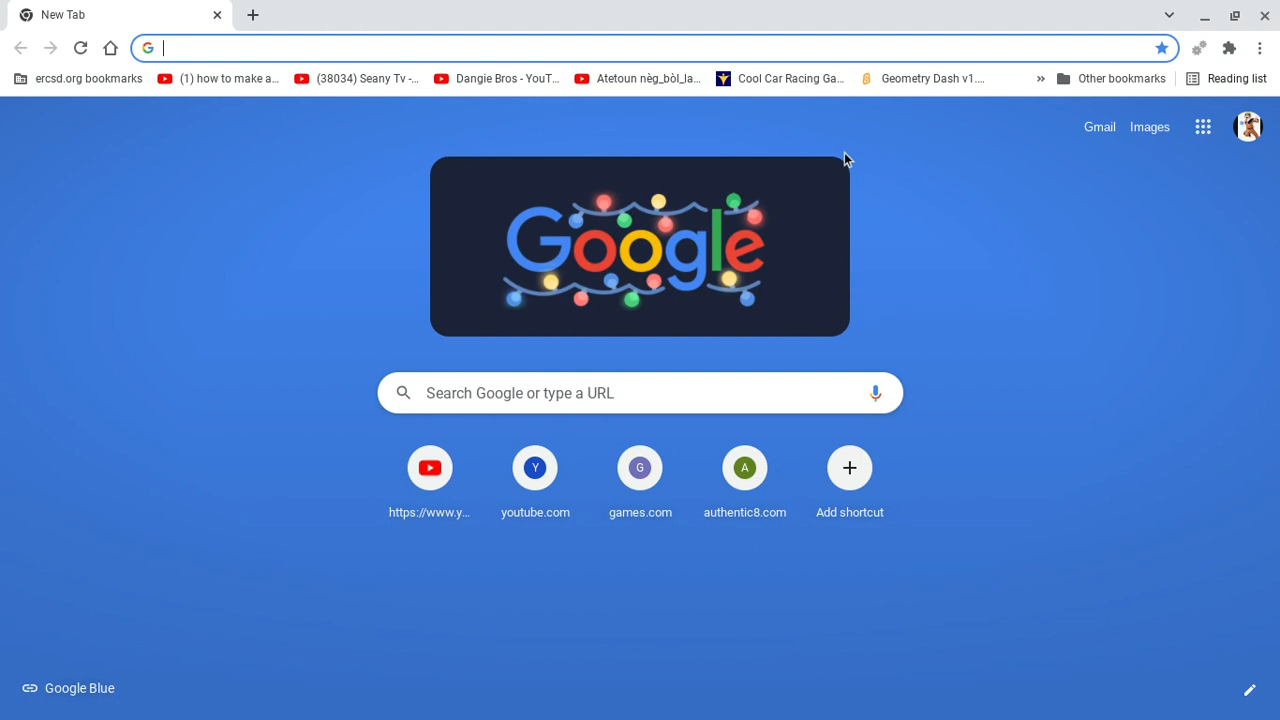 New Tab
ercsd.org bookmarks
(1) how to make a...
(38034) Seany Tv -...
Dangie Bros - YouT...
Atetoun nèg_bòl_la...
Cool Car Racing Ga...
Geometry Dash v1....
»
Other bookmarks
Reading list
Gmail
Images
Google
Search Google or type a URL
Y
G
A
https://www.y...
youtube.com
games.com
authentic8.com
Add shortcut
Google Blue